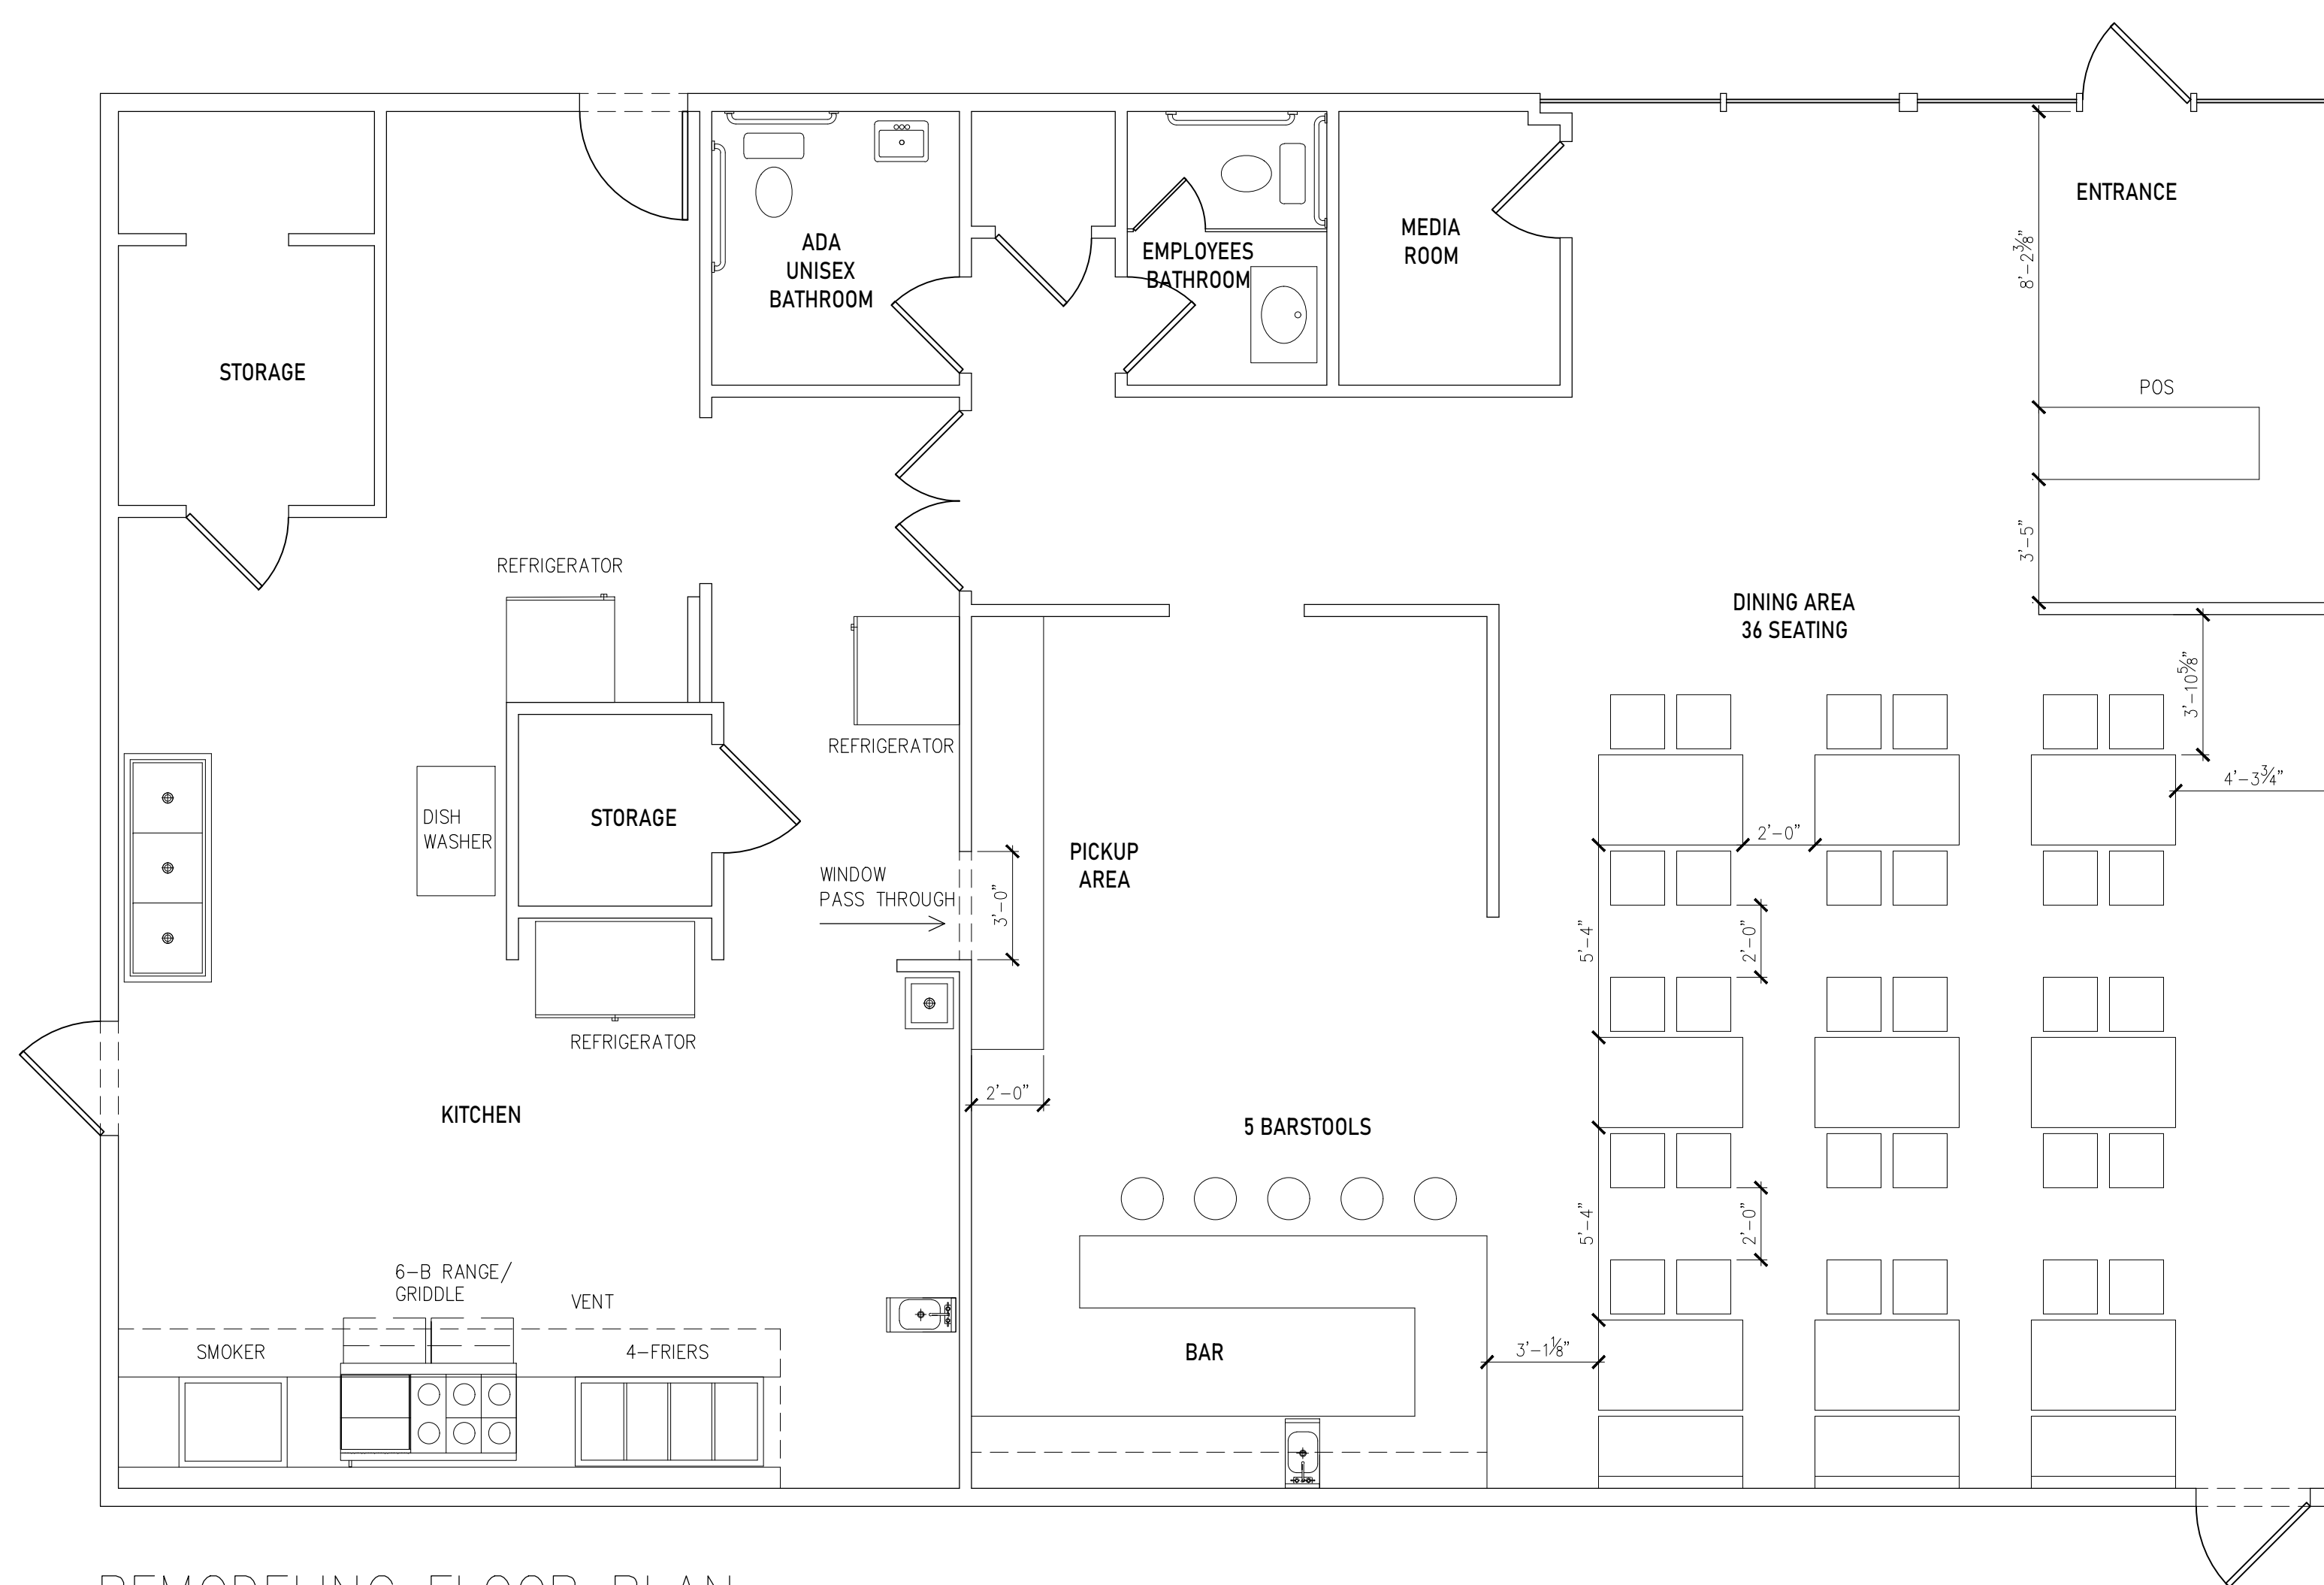 ENTRANCE
MEDIA
ROOM
ADA
UNISEX
BATHROOM
EMPLOYEES
BATHROOM
8'-2⅜"
STORAGE
POS
3'-5"
REFRIGERATOR
DINING AREA
36 SEATING
3'-10⅝"
REFRIGERATOR
4'-3¾"
DISH
WASHER
STORAGE
2'-0"
PICKUP
AREA
WINDOW
PASS THROUGH
3'-0"
5'-4"
2'-0"
REFRIGERATOR
2'-0"
KITCHEN
5 BARSTOOLS
5'-4"
2'-0"
6-B RANGE/
GRIDDLE
VENT
SMOKER
4-FRIERS
BAR
3'-1⅛"
REMODELING FLOOR PLAN